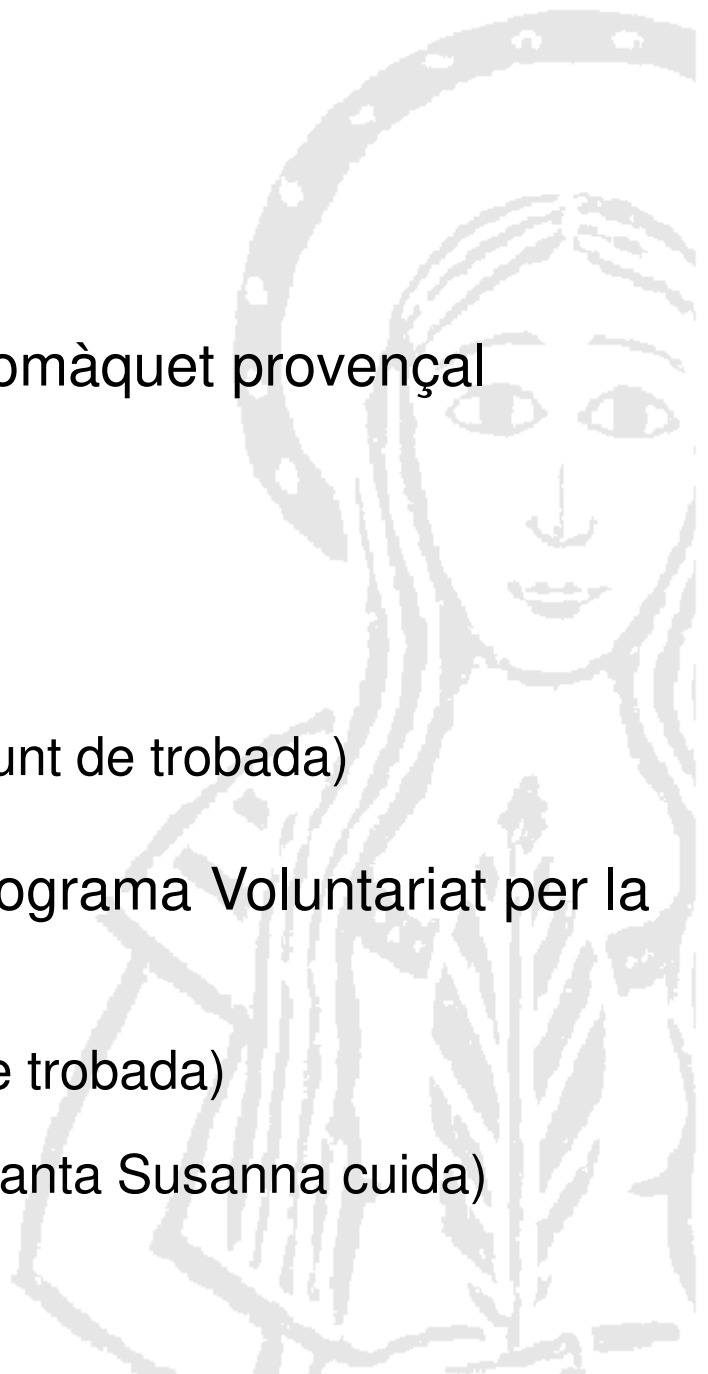 omàquet provençal
unt de trobada)
ograma Voluntariat per la
e trobada)
anta Susanna cuida)